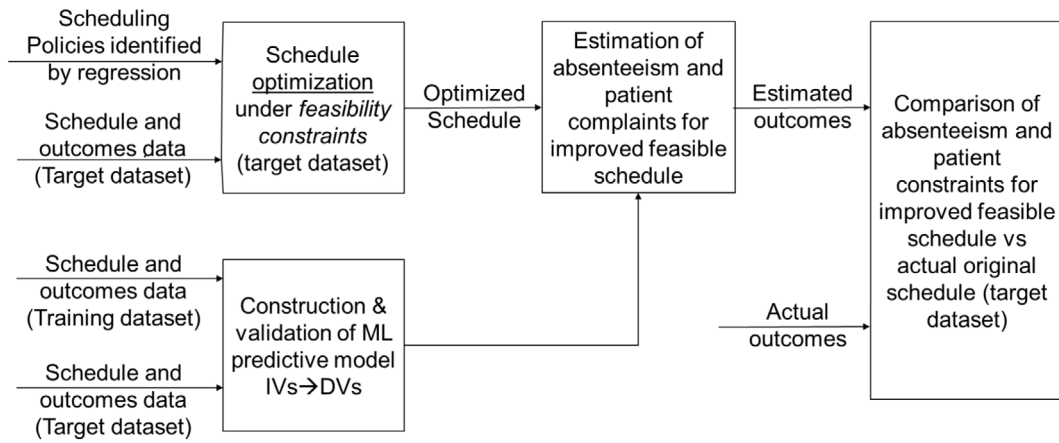 Scheduling
Policies identified
by regression
Schedule and
outcomes data
(Target dataset)
Schedule
optimization
under feasibility
constraints
(target dataset)
Optimized
Schedule
Estimation of
absenteeism and
patient
complaints for
improved feasible
schedule
Estimated
outcomes
Comparison of
absenteeism and
patient
constraints for
improved feasible
schedule vs
actual original
schedule (target
dataset)
Schedule and
outcomes data
(Training dataset)
Schedule and
outcomes data
(Target dataset)
Construction &
validation of ML
predictive model
IVs→DVs
Actual
outcomes